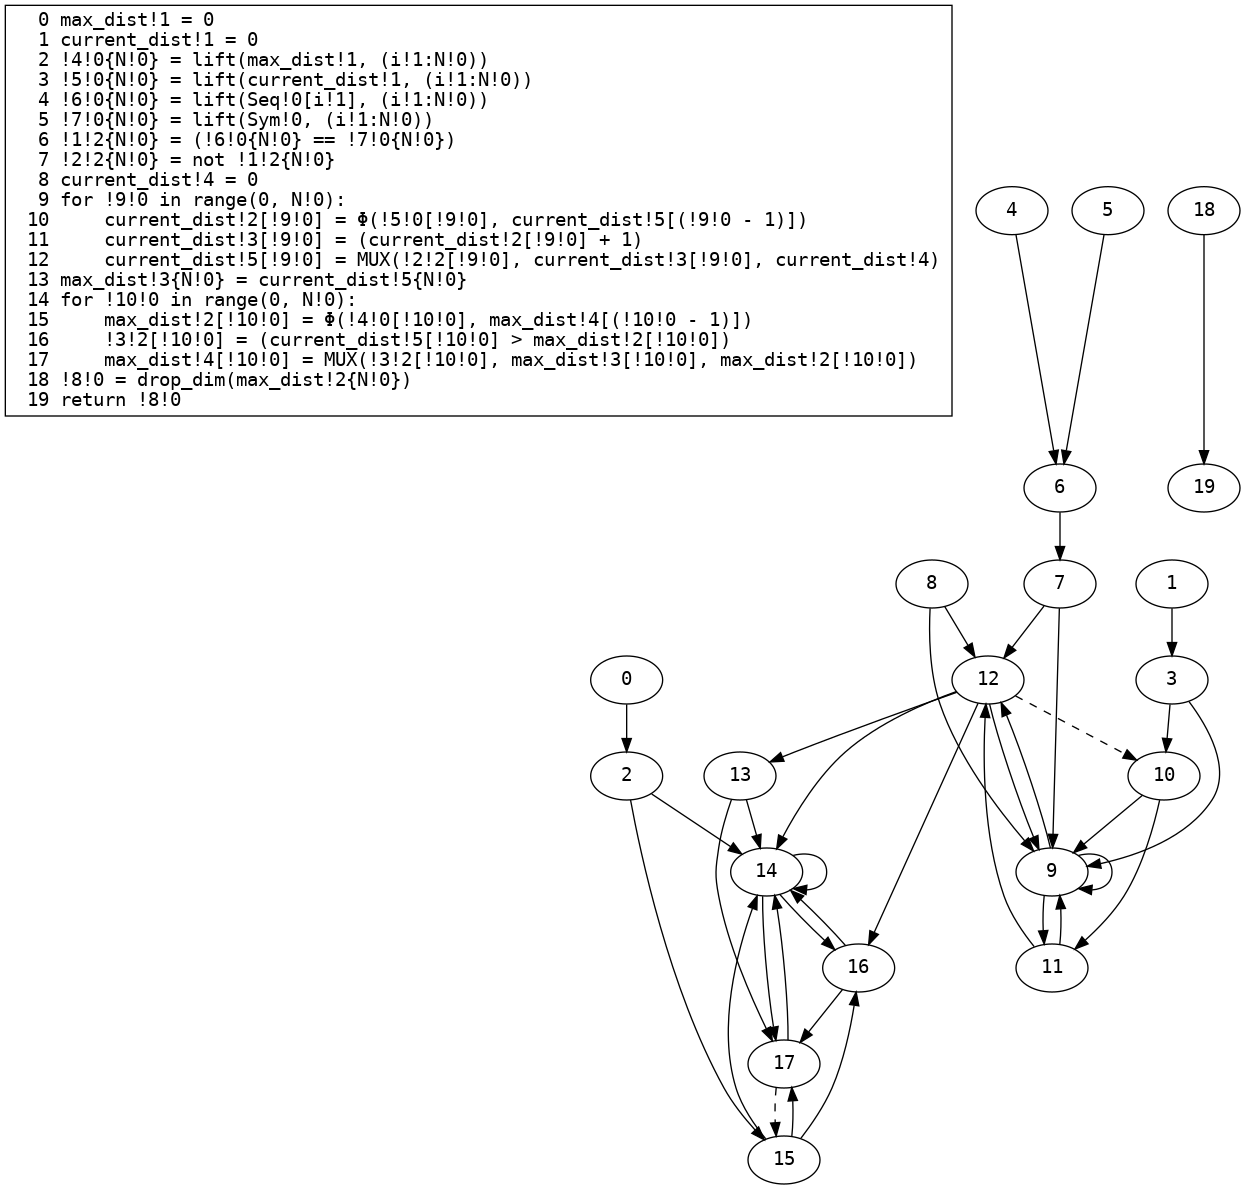 0 max_dist!1 = 0
1 current_dist!1 = 0
2 !4!0{N!0} = lift(max_dist!1, (i!1:N!0))
3 !5!0{N!0} = lift(current_dist!1, (i!1:N!0))
4 !6!0{N!0} = lift(Seq!0[i!1], (i!1:N!0))
5 !7!0{N!0} = lift(Sym!0, (i!1:N!0))
6 !1!2{N!0} = (!6!0{N!0} == !7!0{N!0})
7 !2!2{N!0} = not !1!2{N!0}
8 current_dist!4 = 0
9 for !9!0 in range(0, N!0):
10     current_dist!2[!9!0] = Φ(!5!0[!9!0], current_dist!5[(!9!0 - 1)])
11     current_dist!3[!9!0] = (current_dist!2[!9!0] + 1)
12     current_dist!5[!9!0] = MUX(!2!2[!9!0], current_dist!3[!9!0], current_dist!4)
13 max_dist!3{N!0} = current_dist!5{N!0}
14 for !10!0 in range(0, N!0):
15     max_dist!2[!10!0] = Φ(!4!0[!10!0], max_dist!4[(!10!0 - 1)])
16     !3!2[!10!0] = (current_dist!5[!10!0] > max_dist!2[!10!0])
17     max_dist!4[!10!0] = MUX(!3!2[!10!0], max_dist!3[!10!0], max_dist!2[!10!0])
18 !8!0 = drop_dim(max_dist!2{N!0})
19 return !8!0
4
5
18
6
19
8
7
1
0
12
3
2
13
10
14
9
16
11
17
15